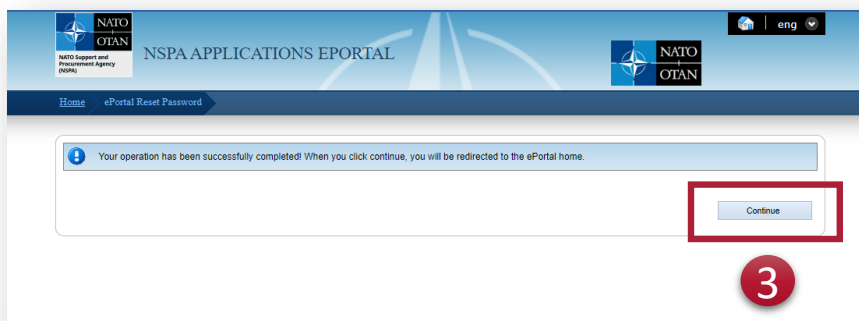 NATO
OTAN
NATO Support and
Procurement Agency
(NSPA)
NSPA APPLICATIONS EPORTAL
NATO
OTAN
eng
Home
ePortal Reset Password
Your operation has been successfully completed! When you click continue, you will be redirected to the ePortal home.
Continue
3